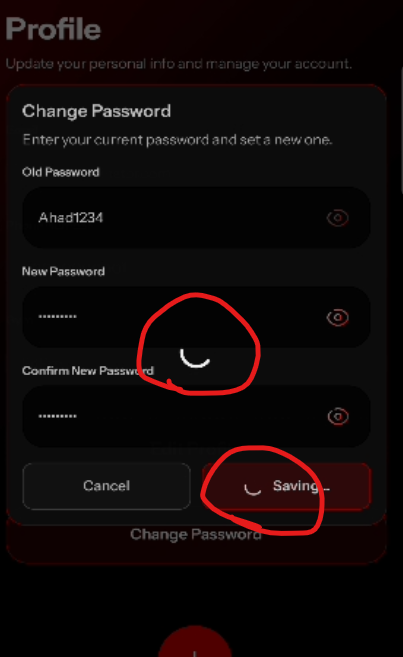 Profile
Update your personal info and manage your account.
Change Password
Enter your current password and set a new one.
Old Password
Ahad1234
New Password
•••••••••
Confirm New Password
•••••••••
Cancel
Saving...
Change Password